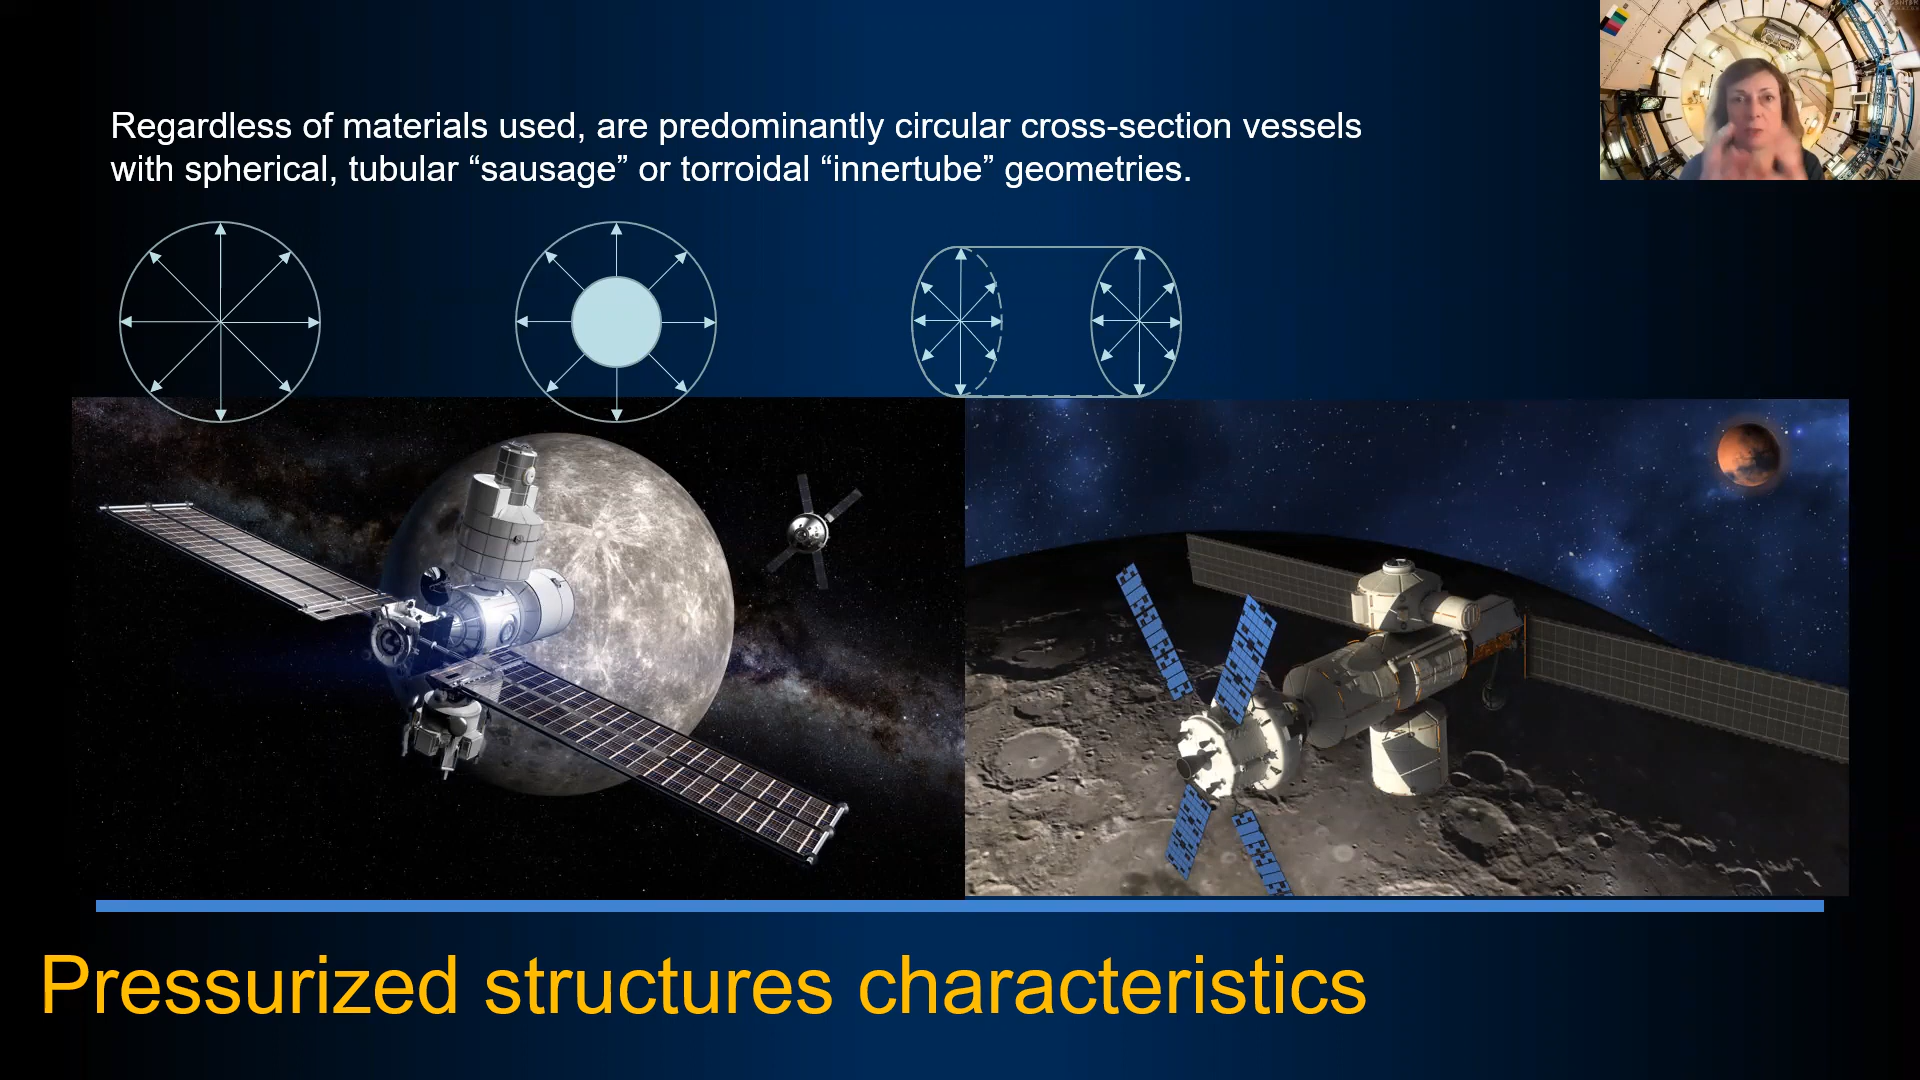 Regardless of materials used, are predominantly circular cross-section vessels
with spherical, tubular “sausage” or torroidal “innertube” geometries.
Pressurized structures characteristics